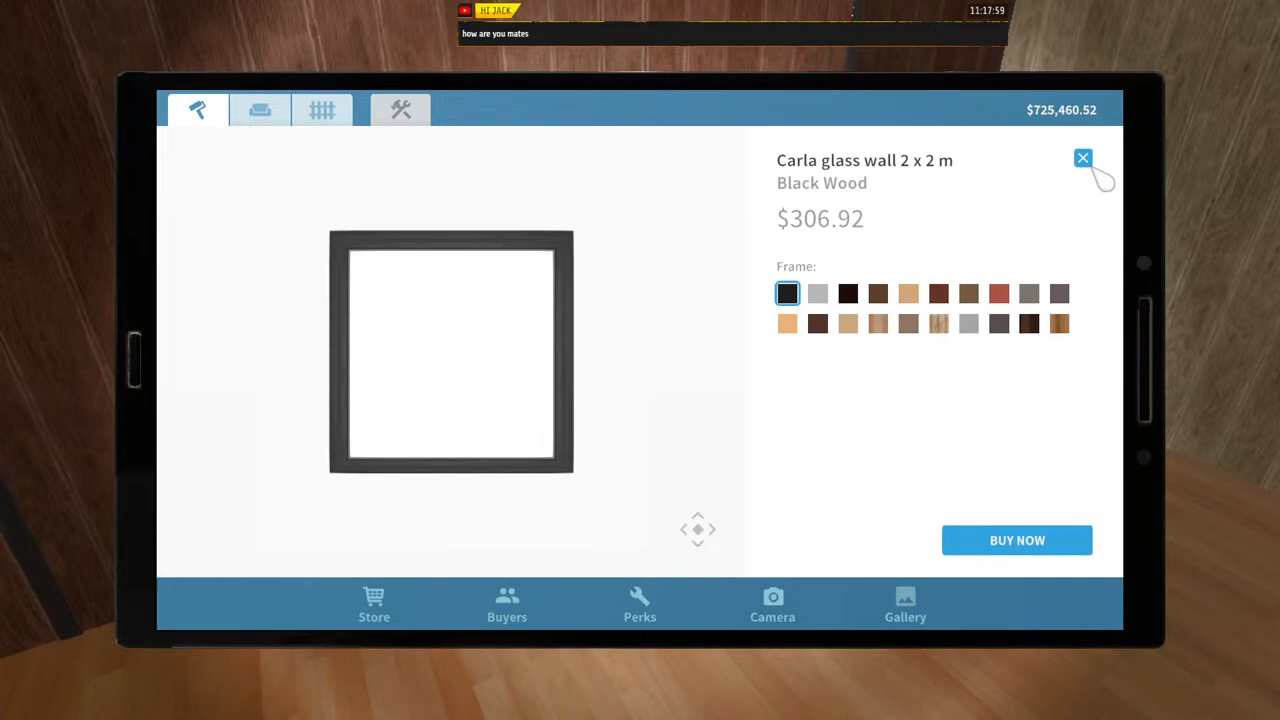 HI JACK
11:17:59
how are you mates
$725,460.52
Carla glass wall 2 x 2 m
Black Wood
$306.92
Frame:
BUY NOW
Store
Buyers
Perks
Camera
Gallery